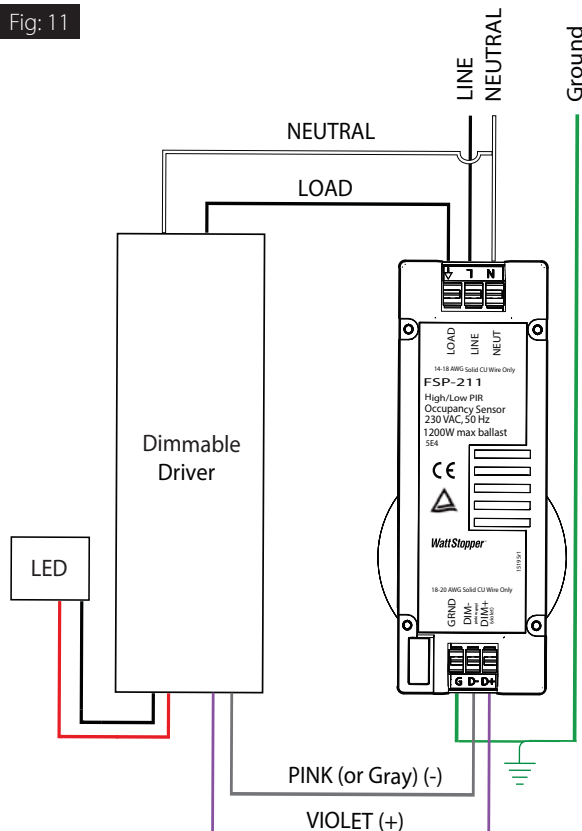 Fig: 11
LINE
NEUTRAL
Ground
NEUTRAL
LOAD
L N
LOAD LINE NEUT
14-18 AWG Solid CU Wire Only
FSP-211
High/Low PIR
Occupancy Sensor
230 VAC, 50 Hz
1200W max ballast
5E4
CE
WattStopper
15195r1
18-20 AWG Solid CU Wire Only
GRND DIM- DIM+
G D- D+
Dimmable
Driver
LED
PINK (or Gray) (-)
VIOLET (+)